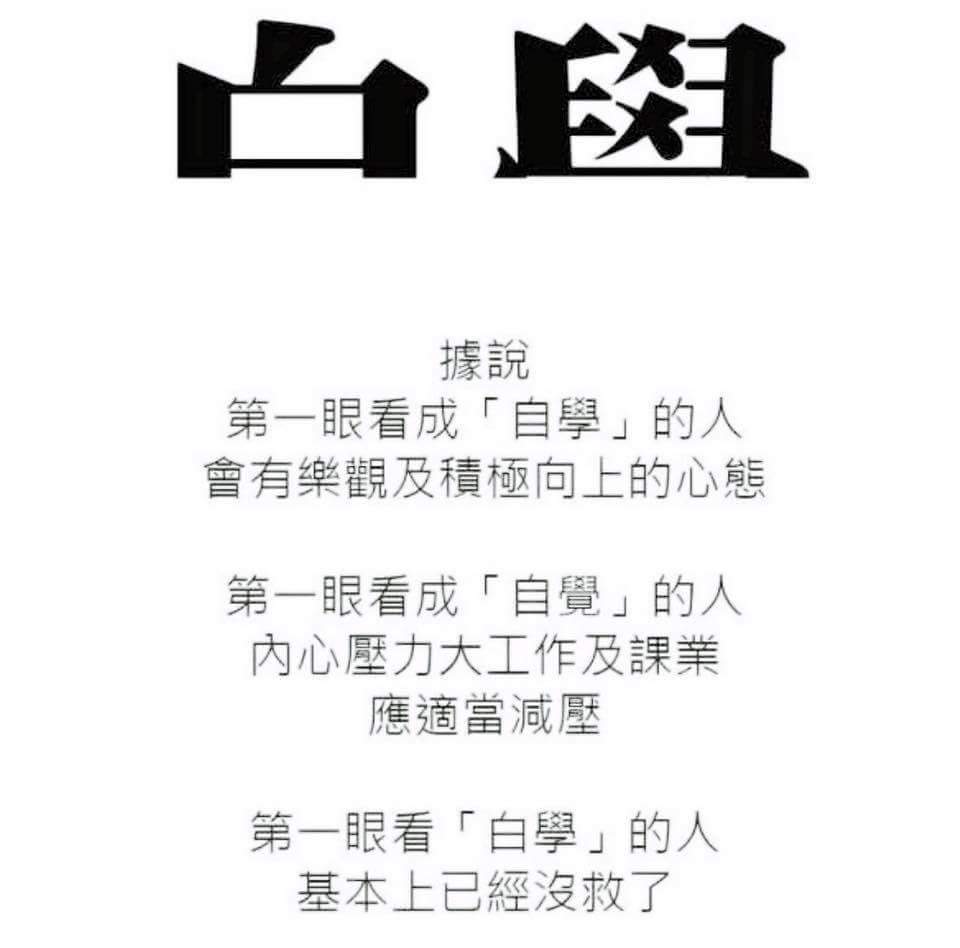 據說
第一眼看成「自學」的人
會有樂觀及積極向上的心態
第一眼看成「自覺」的人
內心壓力大工作及課業
應適當減壓
第一眼看「白學」的人
基本上已經沒救了